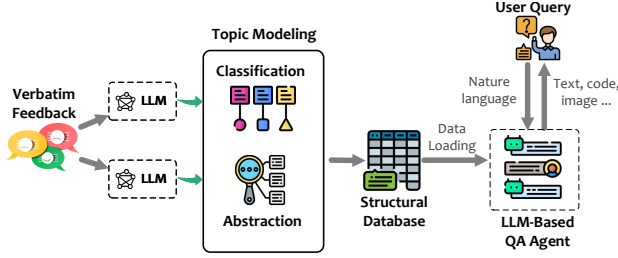 User Query
Topic Modeling
Classification
Verbatim
Feedback
LLM
LLM
Abstraction
Structural
Database
Data
Loading
Nature
language
Text, code,
image ...
LLM-Based
QA Agent